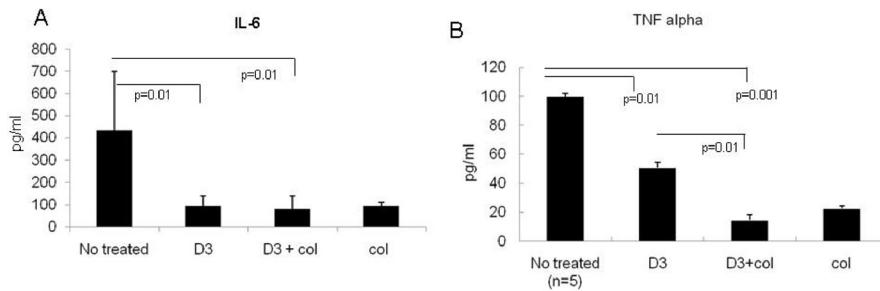 A
IL-6
800
700
600
500
400
300
200
100
0
pg/ml
p=0.01
p=0.01
No treated
D3
D3 + col
col
B
TNF alpha
120
100
80
60
40
20
0
pg/ml
p=0.01
p=0.001
p=0.01
No treated
(n=5)
D3
D3+col
col